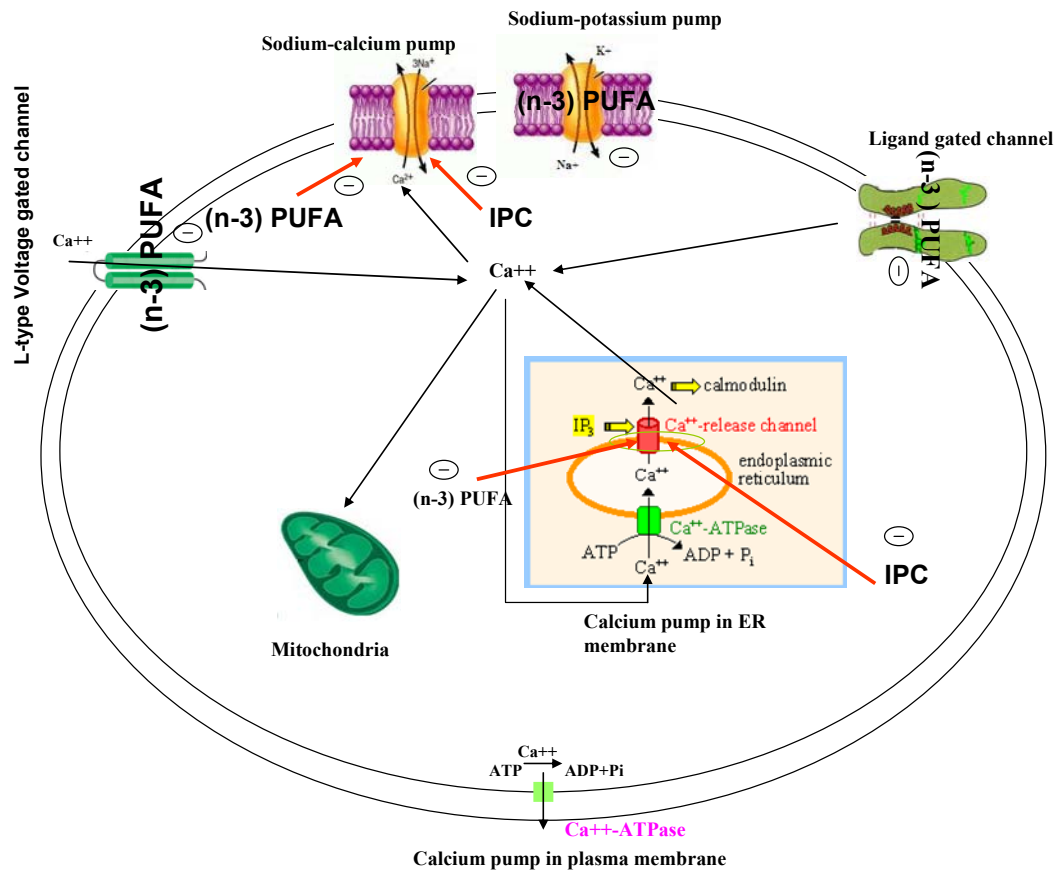 Sodium-potassium pump
Sodium-calcium pump
3Na+
K+
(n-3) PUFA
Na+
Ca2+
−
−
−
Ligand gated channel
(n-3) PUFA
−
L-type Voltage gated channel
Ca++
(n-3) PUFA
−
(n-3) PUFA
IPC
Ca++
Ca++
calmodulin
IP3
Ca++-release channel
endoplasmic
reticulum
Ca++
−
(n-3) PUFA
Ca++-ATPase
ATP
ADP + Pi
Ca++
−
IPC
Calcium pump in ER
membrane
Mitochondria
Ca++
ATP
ADP+Pi
Ca++-ATPase
Calcium pump in plasma membrane